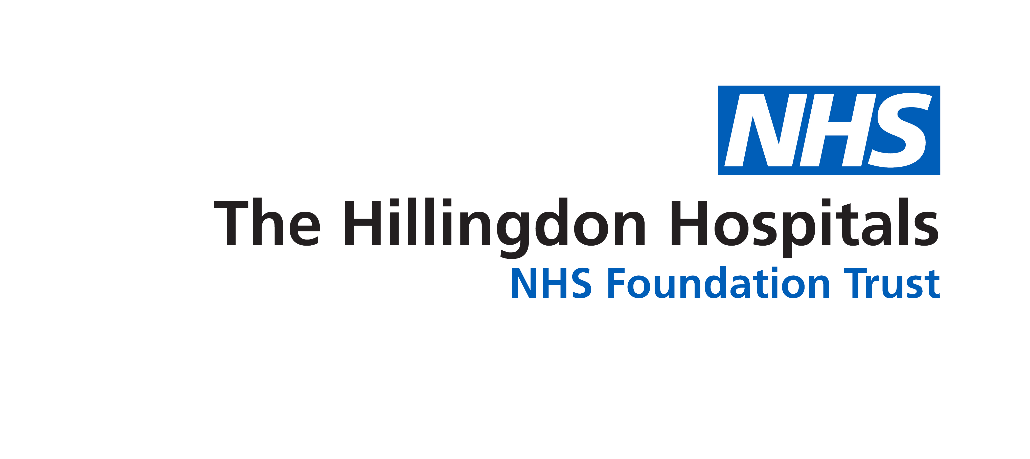 NHS
The Hillingdon Hospitals
NHS Foundation Trust